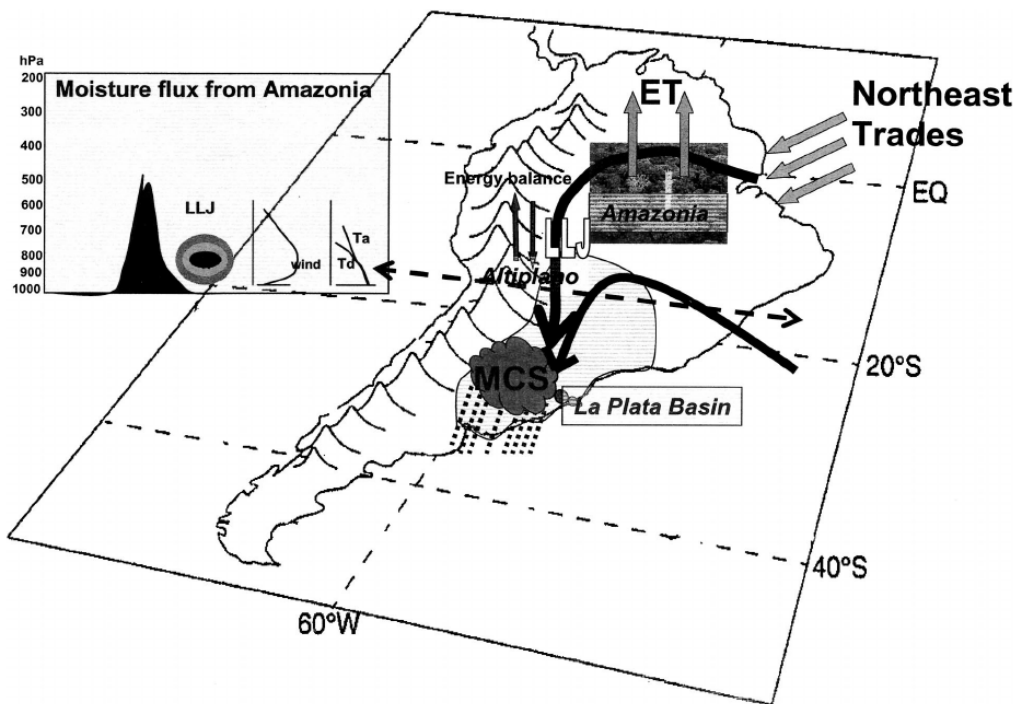 hPa
200
300
400
500
600
700
800
900
1000
Moisture flux from Amazonia
LLJ
wind
Ta
Td
ET
Northeast
Trades
EQ
Energy balance
Amazonia
LLJ
Altiplano
20°S
MCS
La Plata Basin
40°S
60°W